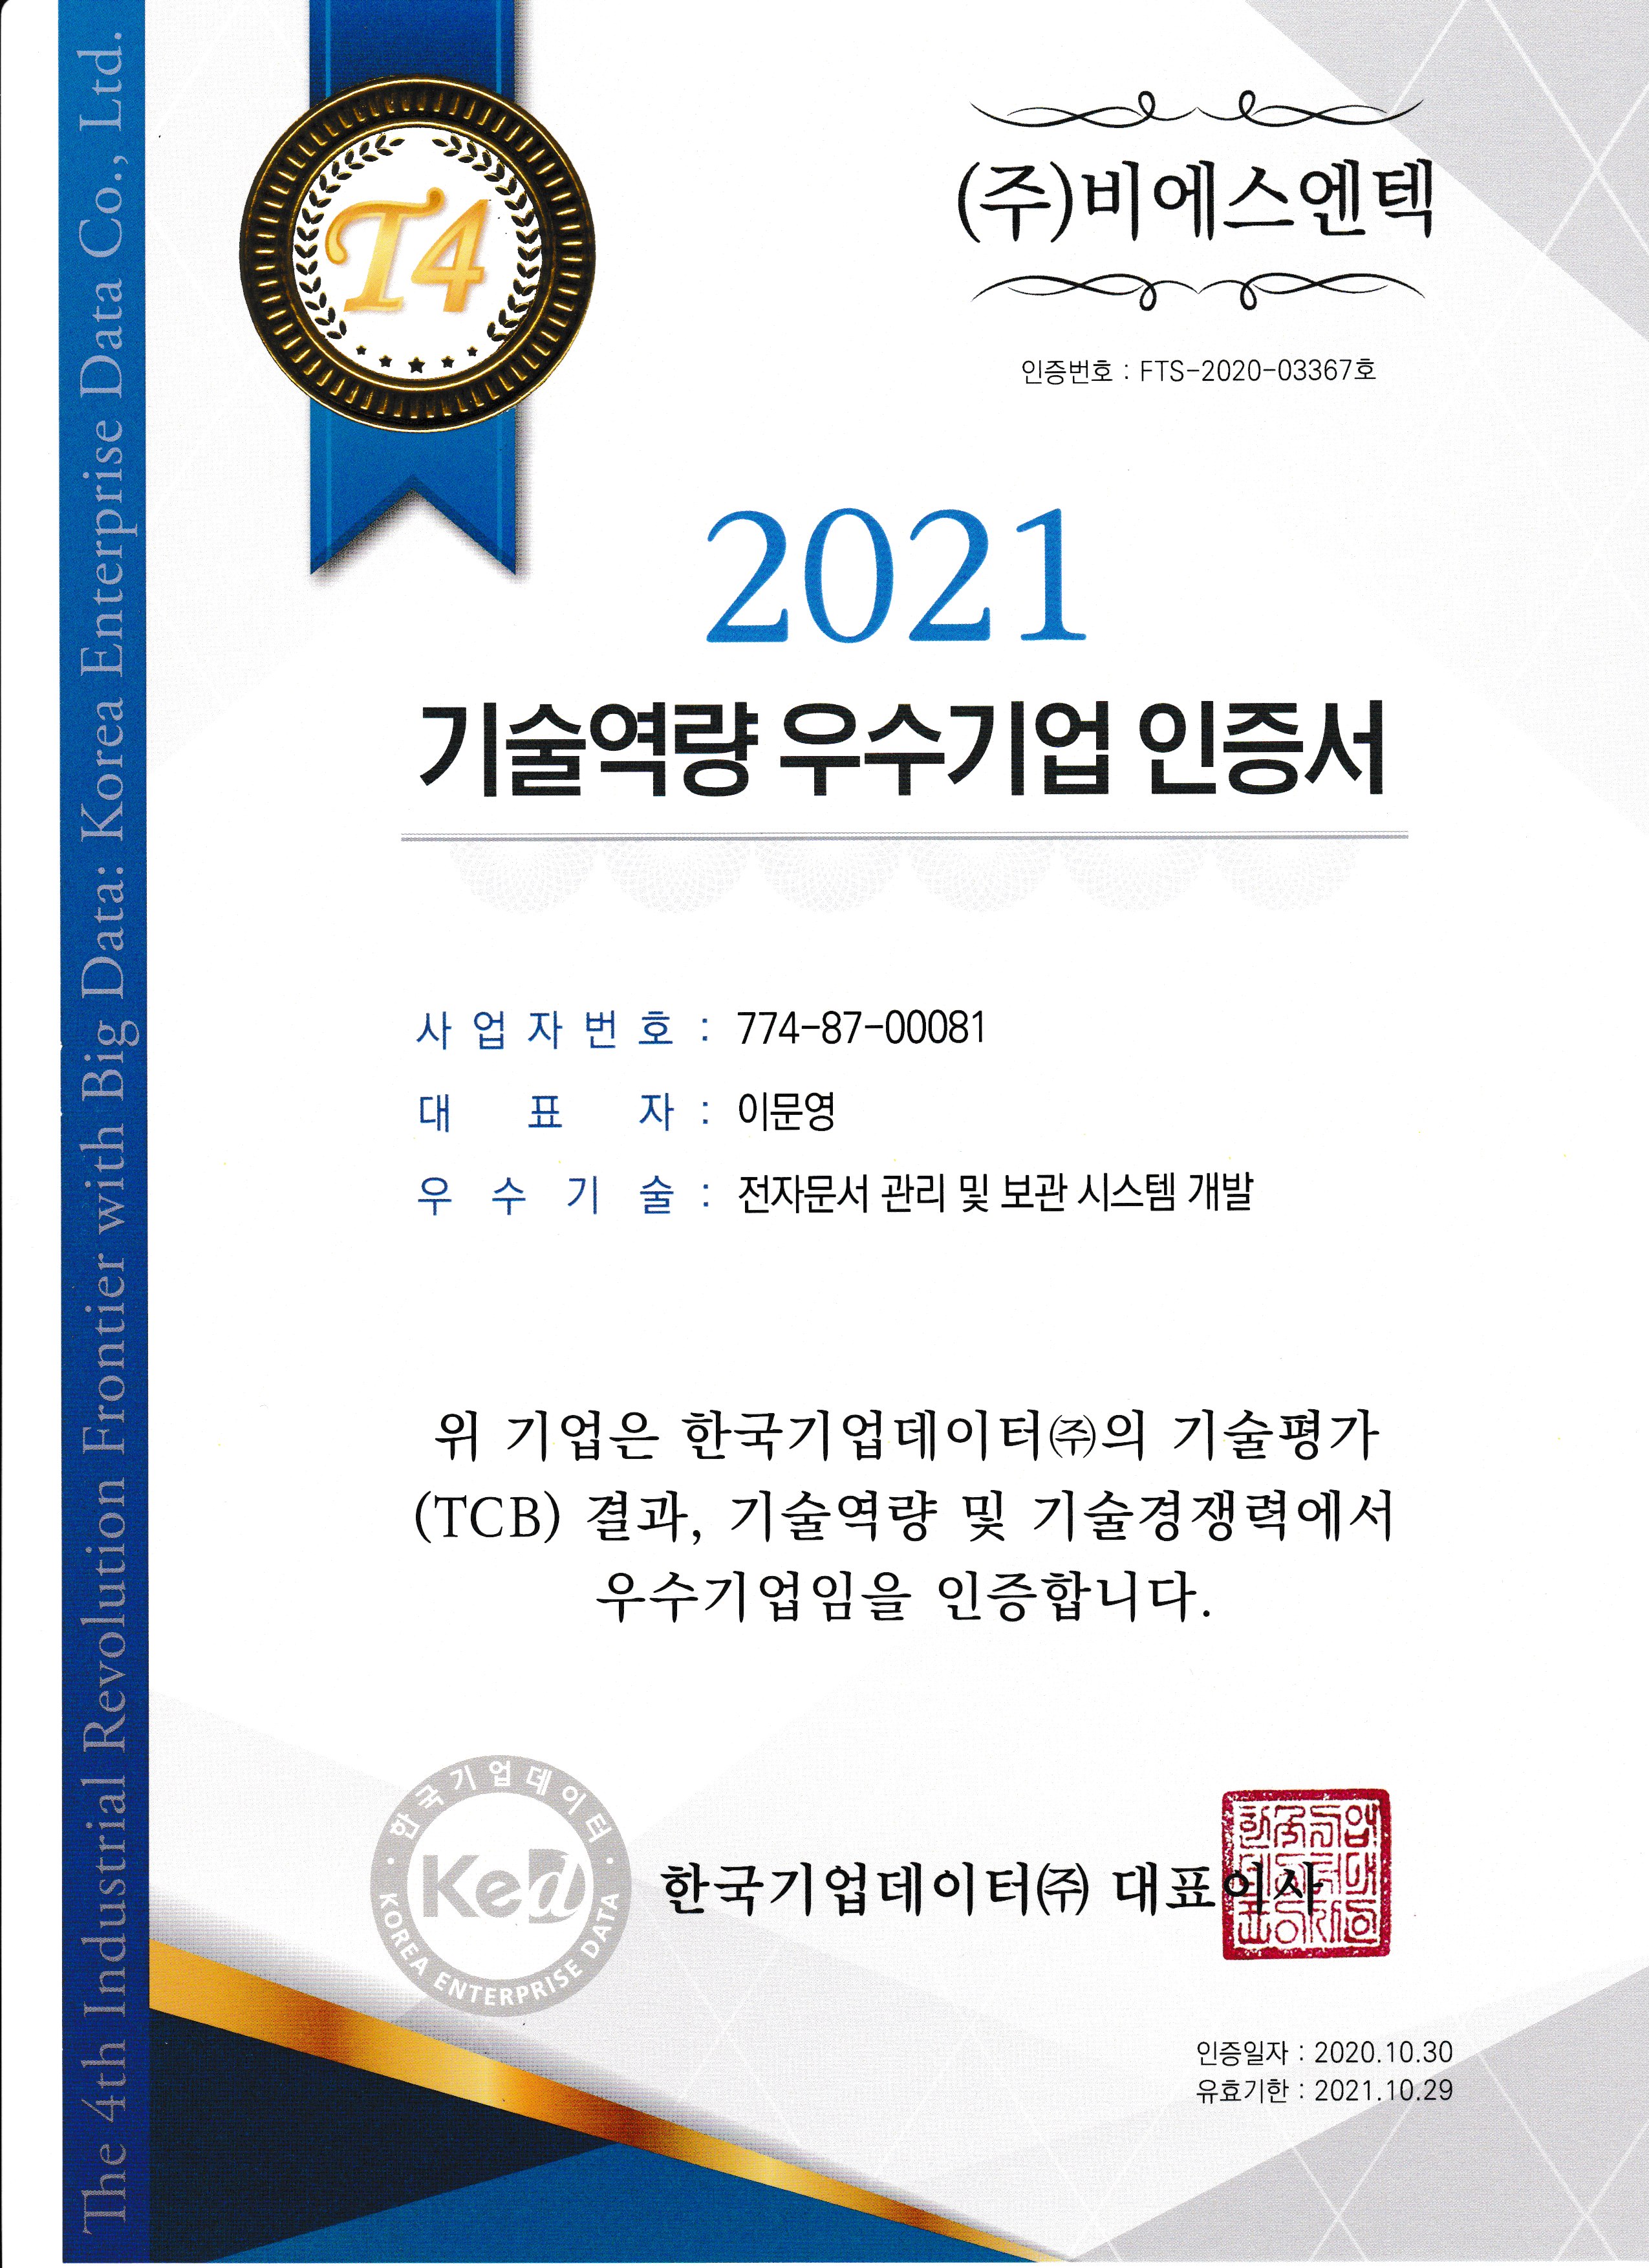 The 4th Industrial Revolution Frontier with Big Data: Korea Enterprise Data Co., Ltd.
T4
(주)비에스엔텍
인증번호 : FTS-2020-03367호
2021
기술역량 우수기업 인증서
사업자번호 : 774-87-00081
대표자 : 이문영
우수기술 : 전자문서 관리 및 보관 시스템 개발
위 기업은 한국기업데이터㈜의 기술평가
(TCB) 결과, 기술역량 및 기술경쟁력에서
우수기업임을 인증합니다.
한국기업데이터
Ked
KOREA ENTERPRISE DATA
한국기업데이터㈜ 대표이사
인증일자 : 2020.10.30
유효기한 : 2021.10.29